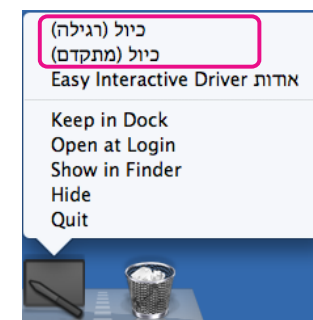 כיול (רגילה)
כיול (מתקדם)
אודות Easy Interactive Driver
Keep in Dock
Open at Login
Show in Finder
Hide
Quit